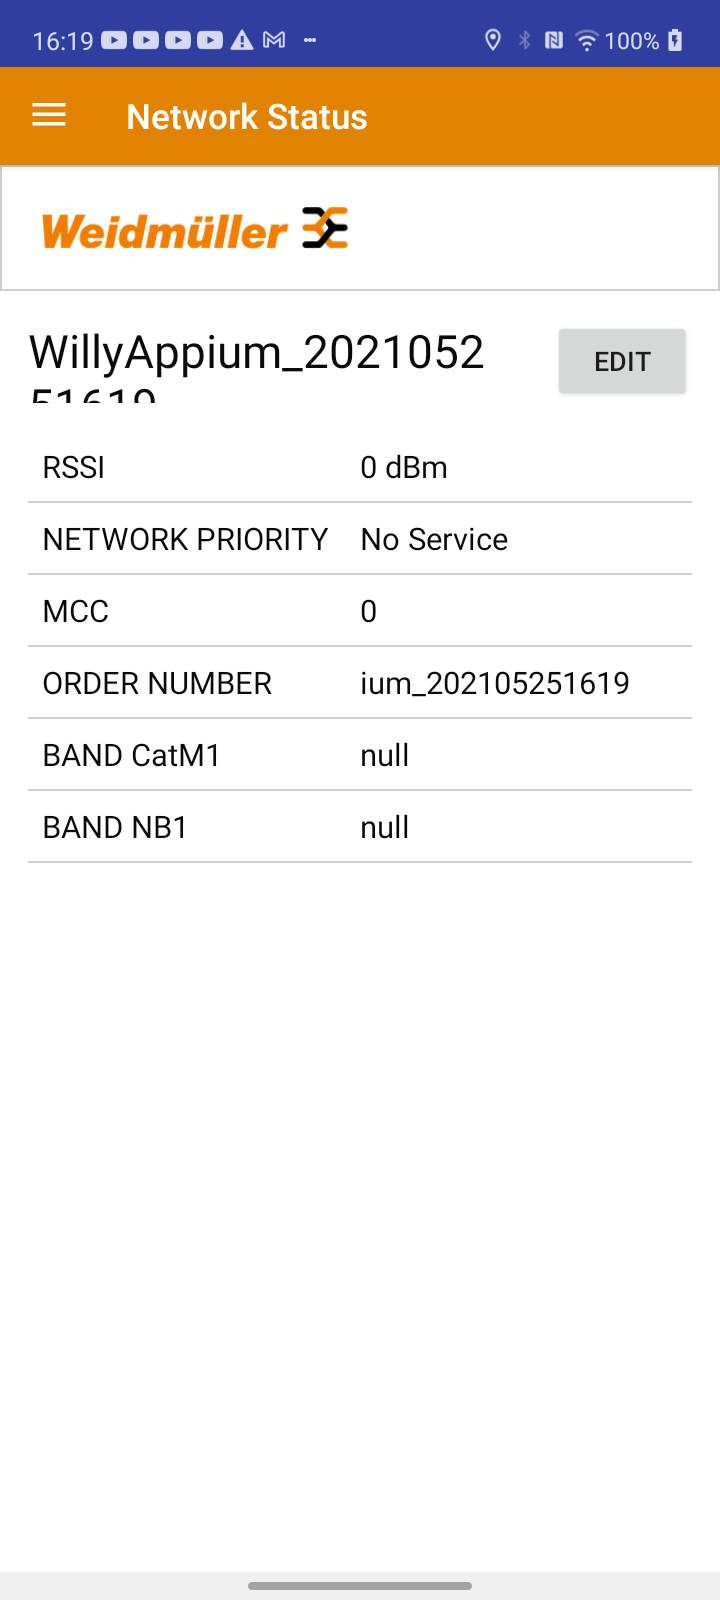 16:19
100%
Network Status
Weidmüller
WillyAppium_2021052
51619
EDIT
RSSI 0 dBm
NETWORK PRIORITY No Service
MCC 0
ORDER NUMBER ium_202105251619
BAND CatM1 null
BAND NB1 null